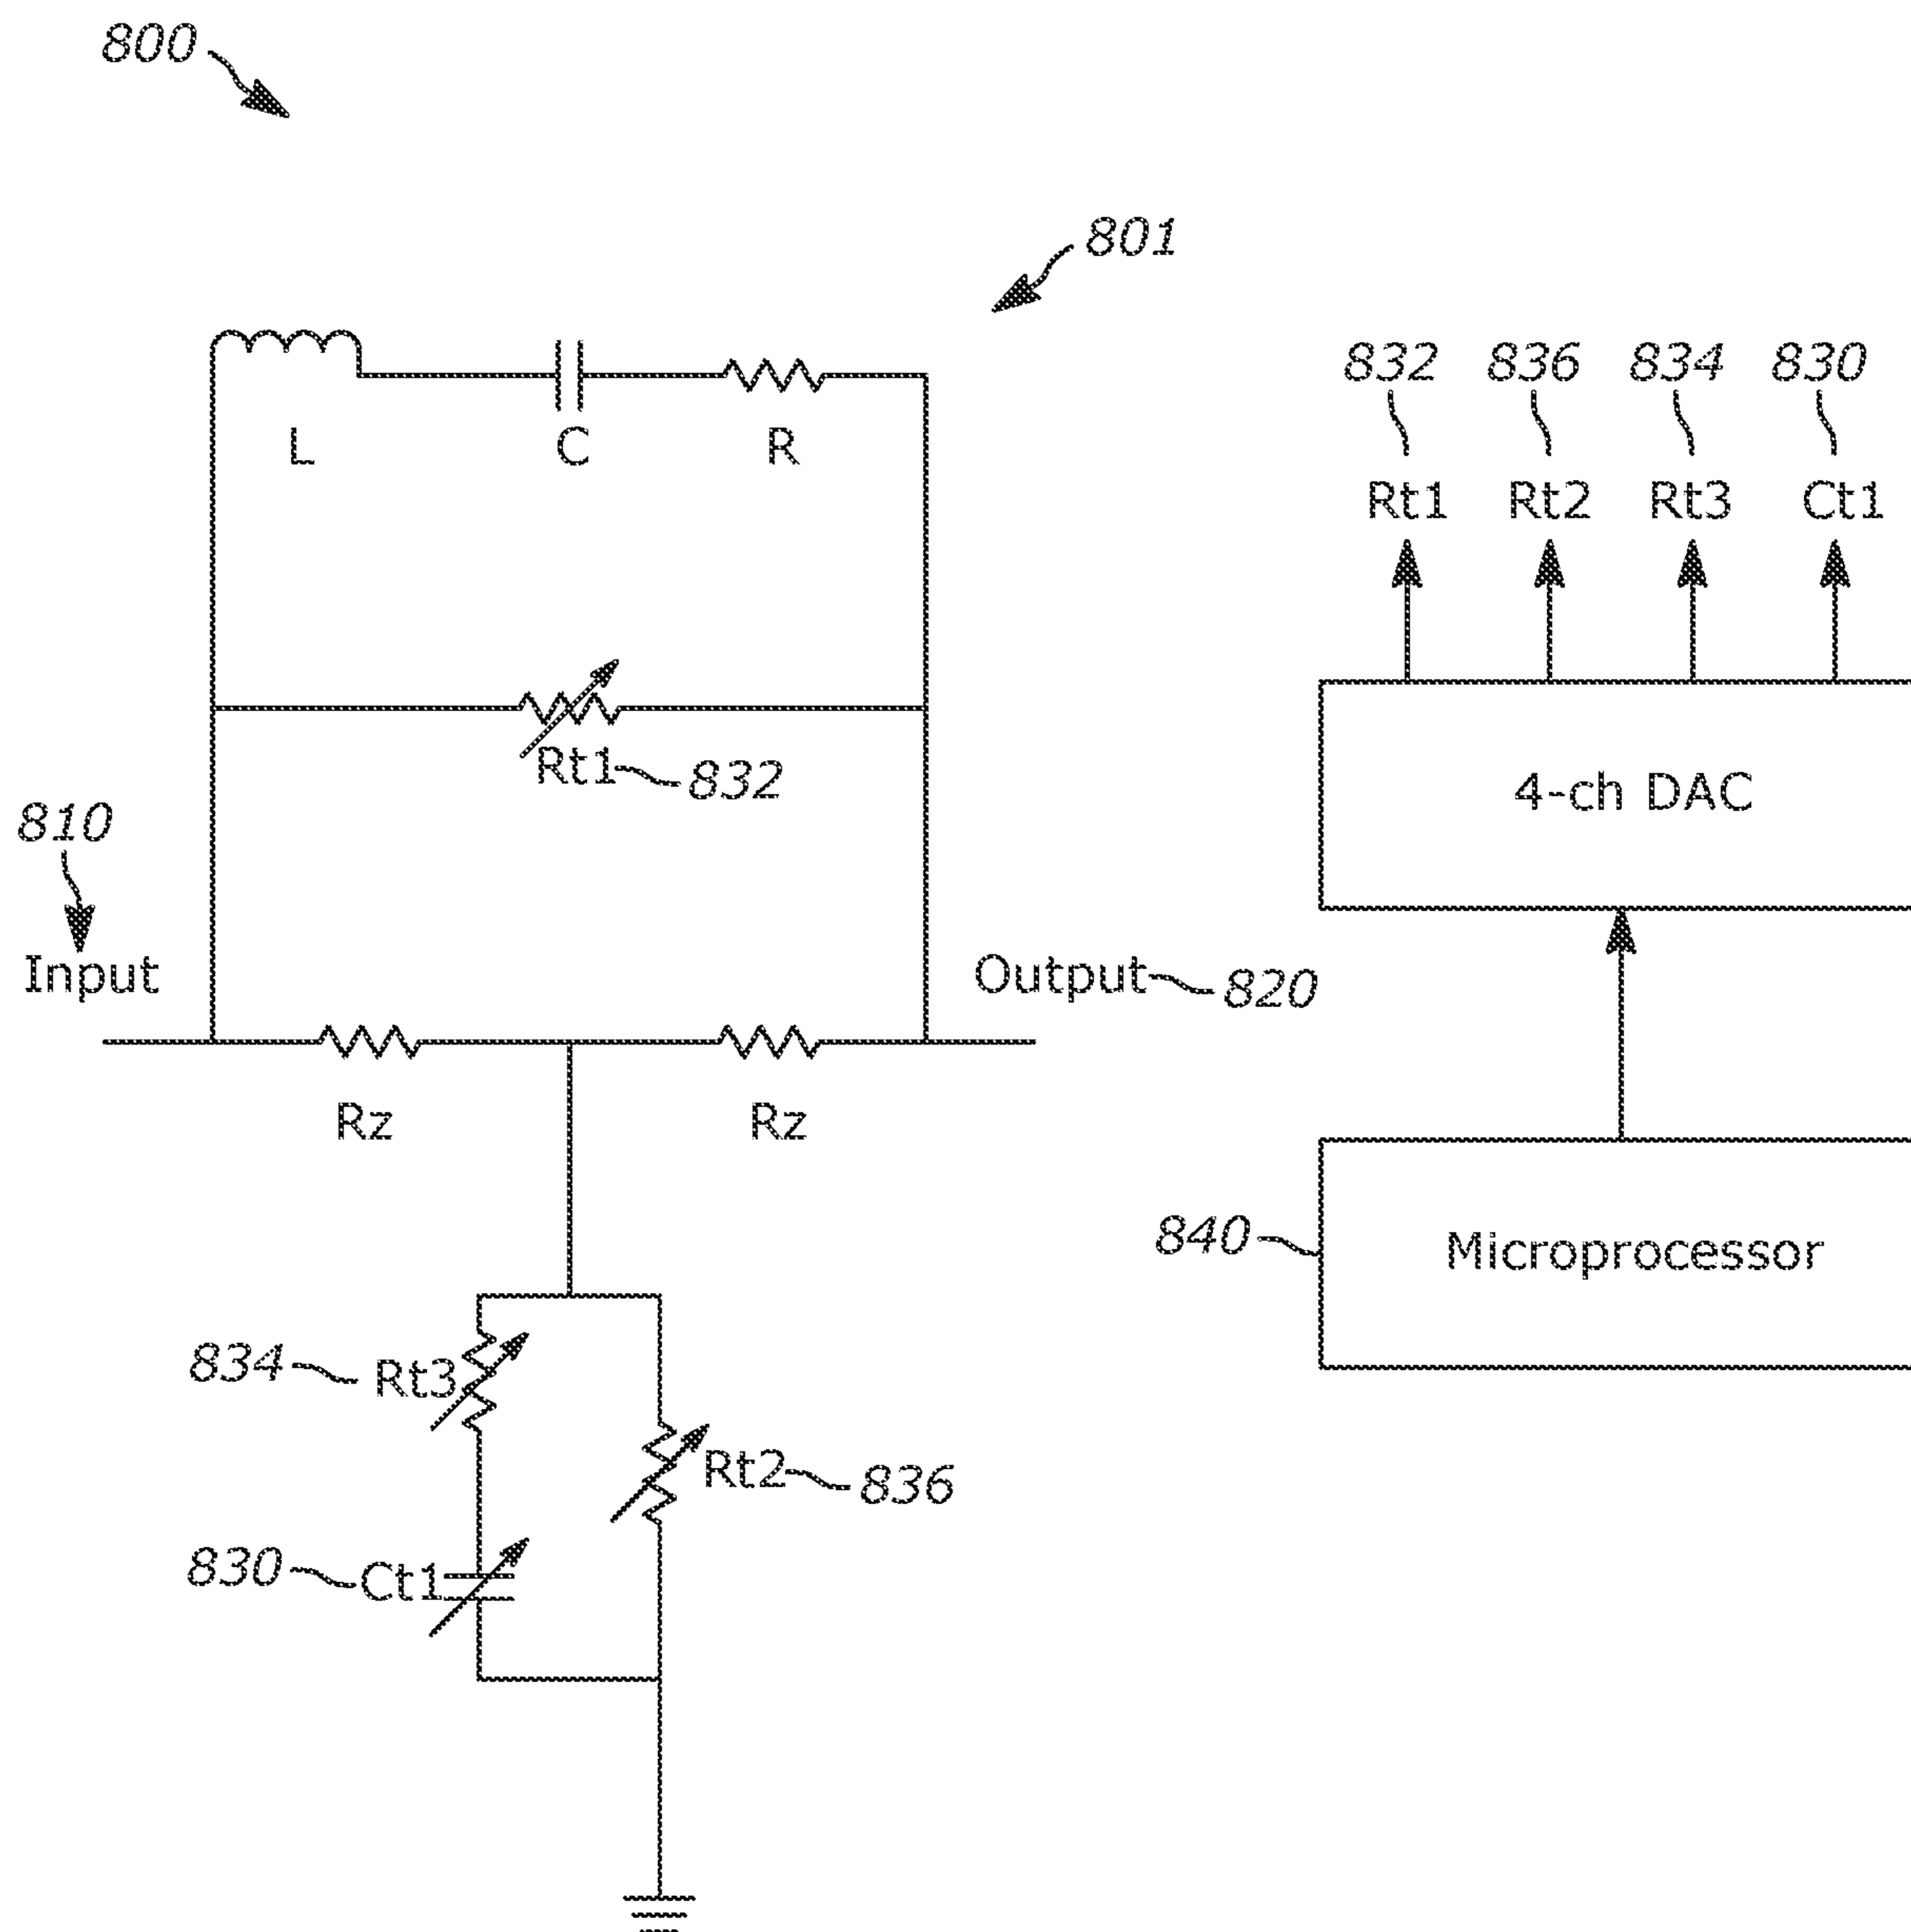 800
801
L C R
832 836 834 830
Rt1 Rt2 Rt3 Ct1
Rt1 832
4-ch DAC
810
Input
Output 820
Rz Rz
840 Microprocessor
834 Rt3
Rt2 836
830 Ct1